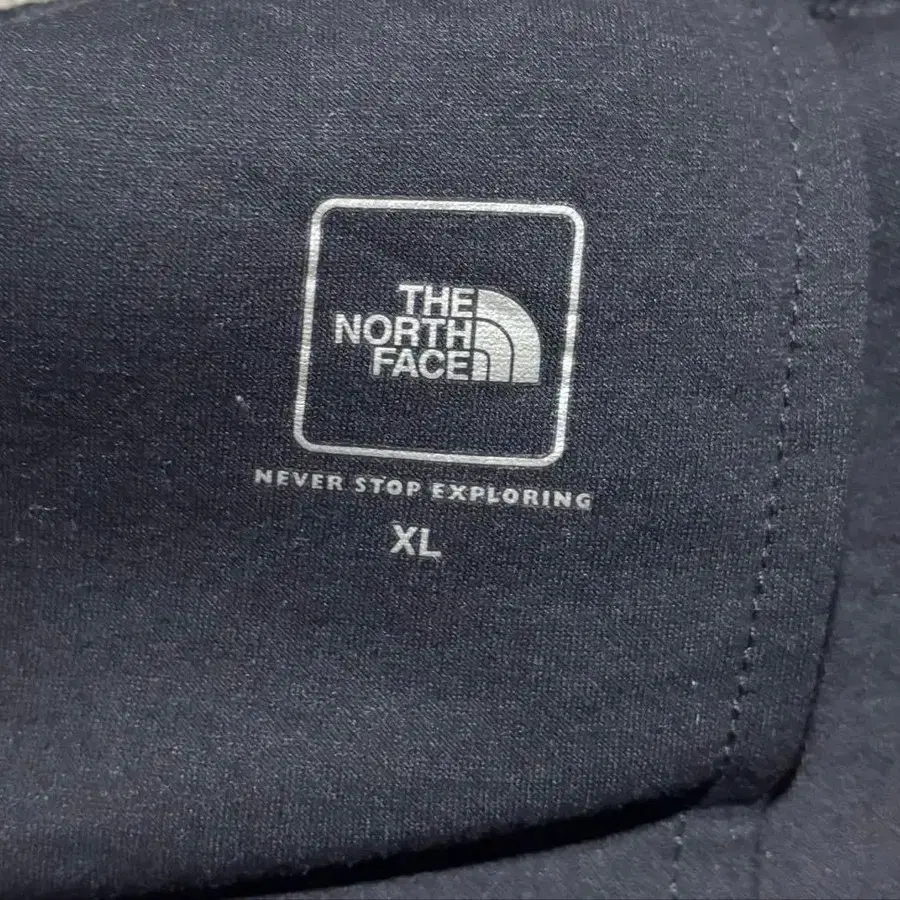 THE
NORTH
FACE
NEVER STOP EXPLORING
XL